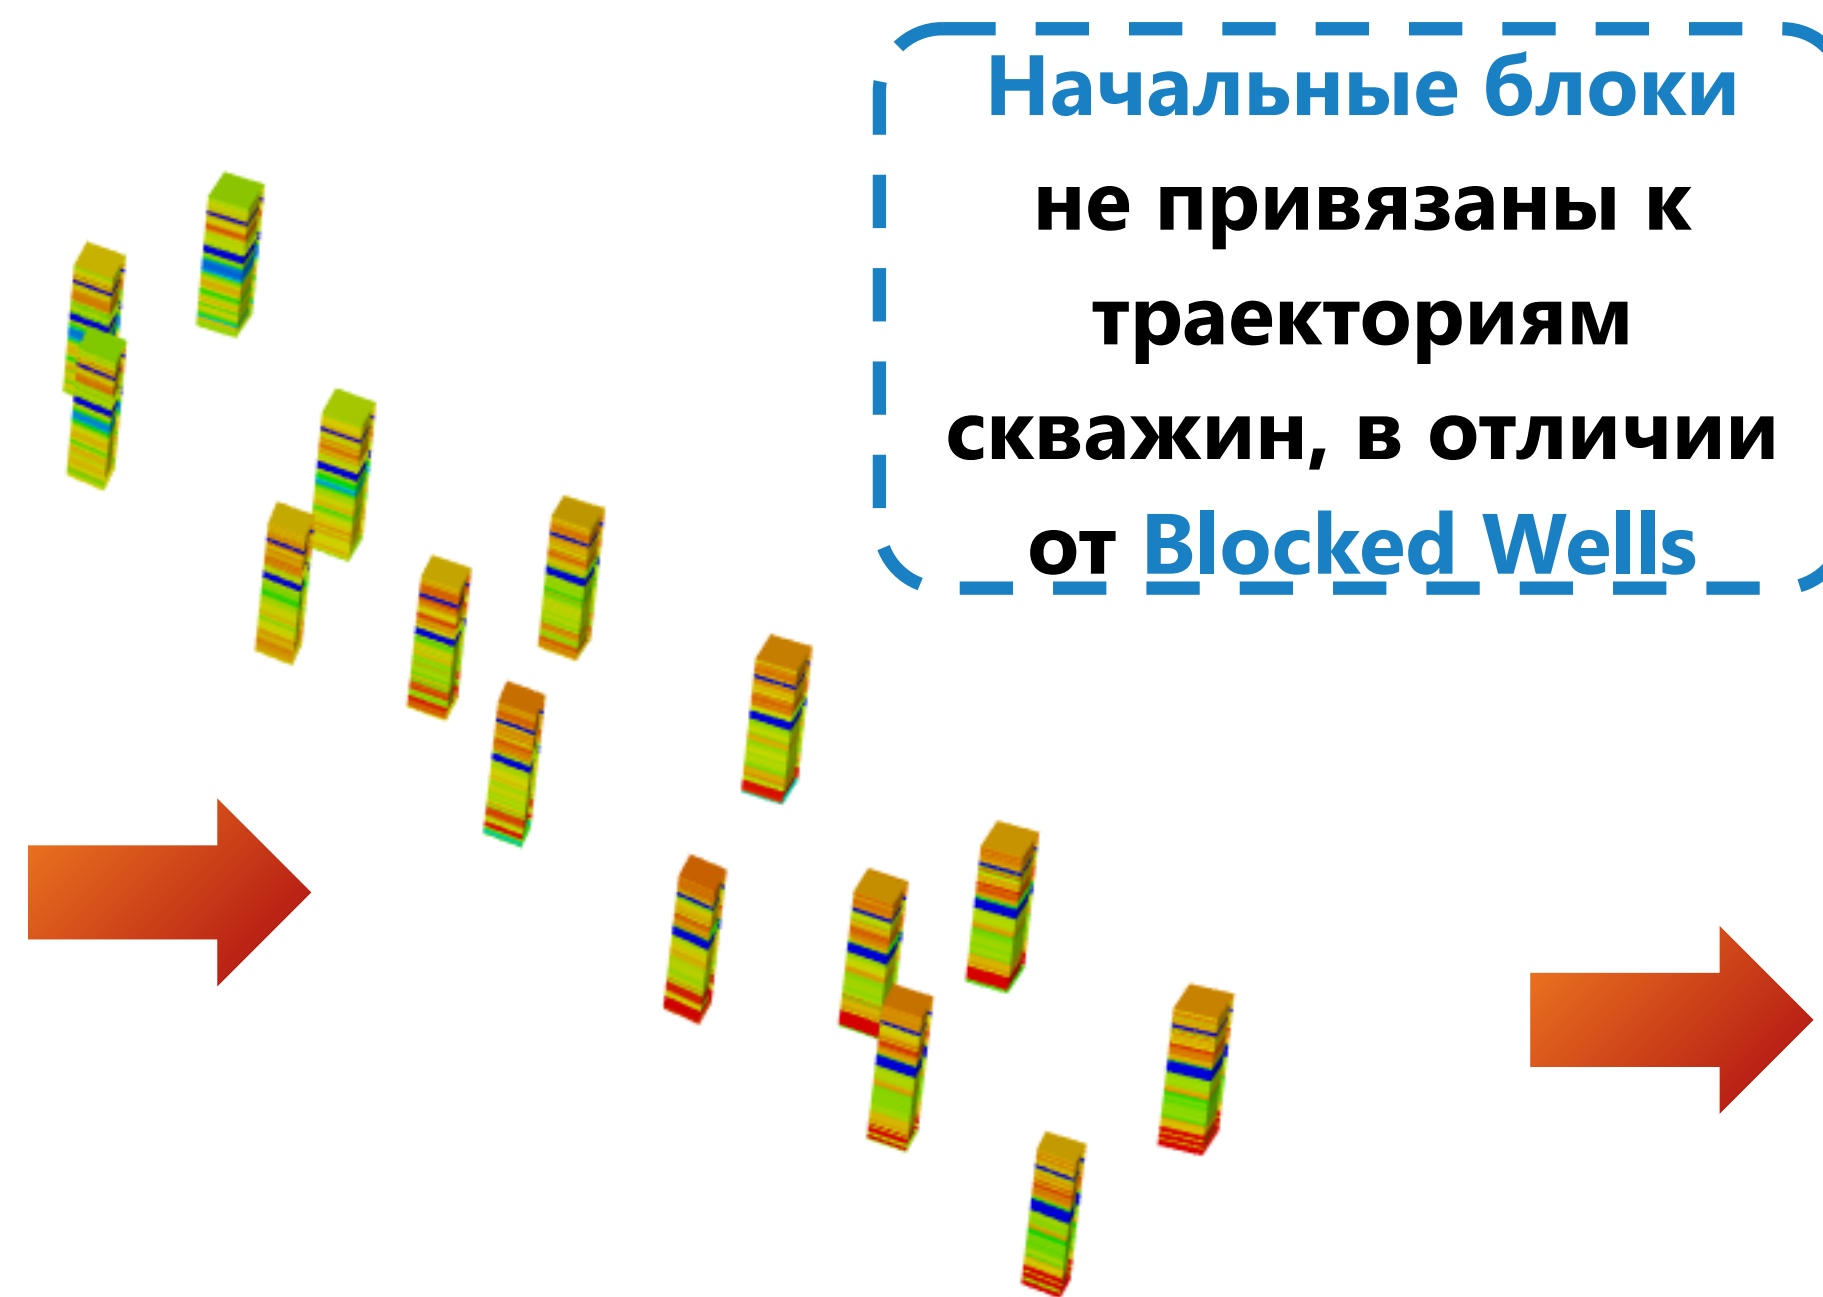 Начальные блоки
не привязаны к
траекториям
скважин, в отличии
от Blocked Wells